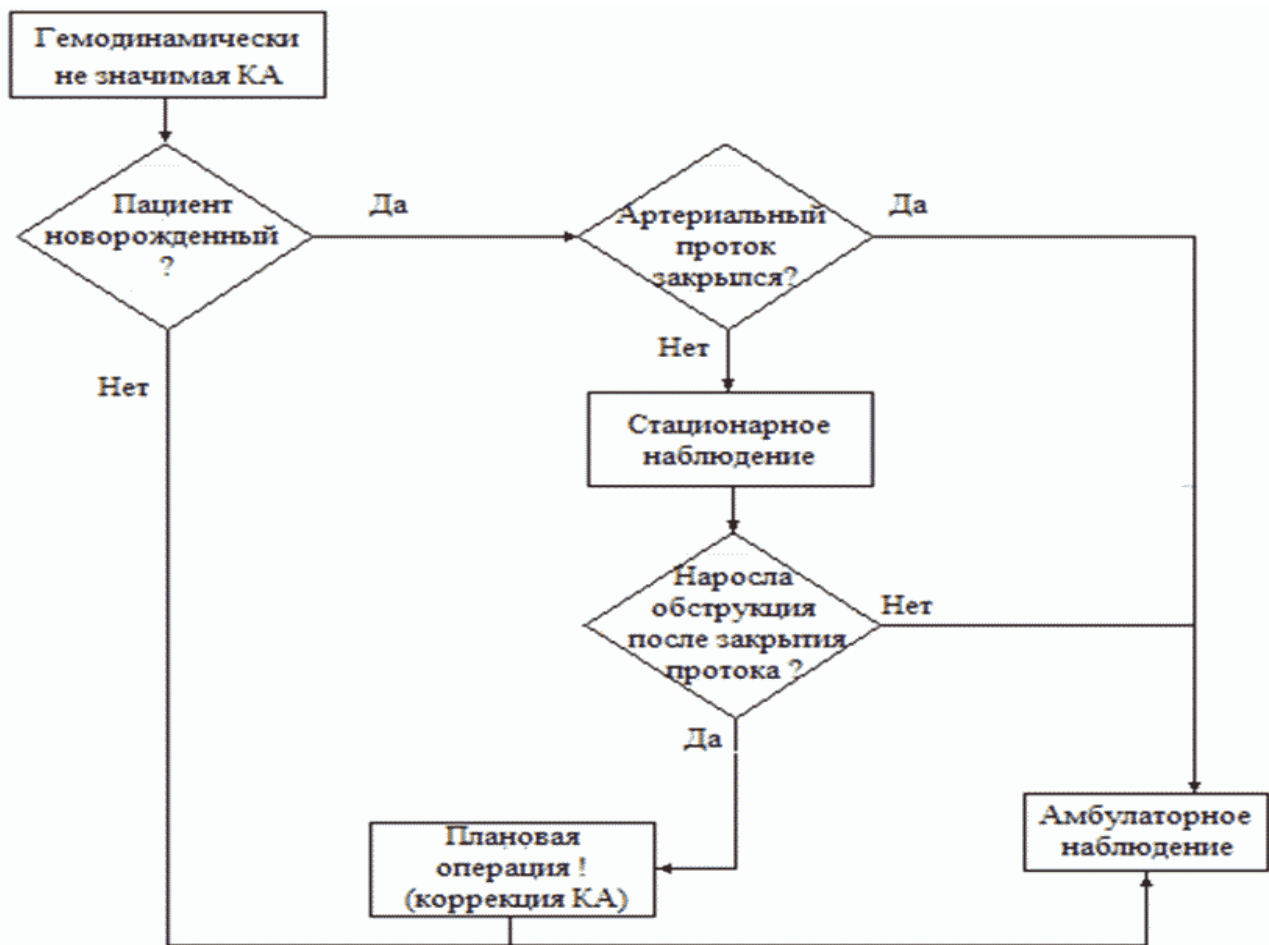 Гемодинамически
не значимая КА
Пациент
новорожденный
?
Да
Артериальный
проток
закрылся?
Да
Нет
Нет
Стационарное
наблюдение
Наросла
обструкция
после закрытия
протока ?
Нет
Да
Плановая
операция !
(коррекция КА)
Амбулаторное
наблюдение